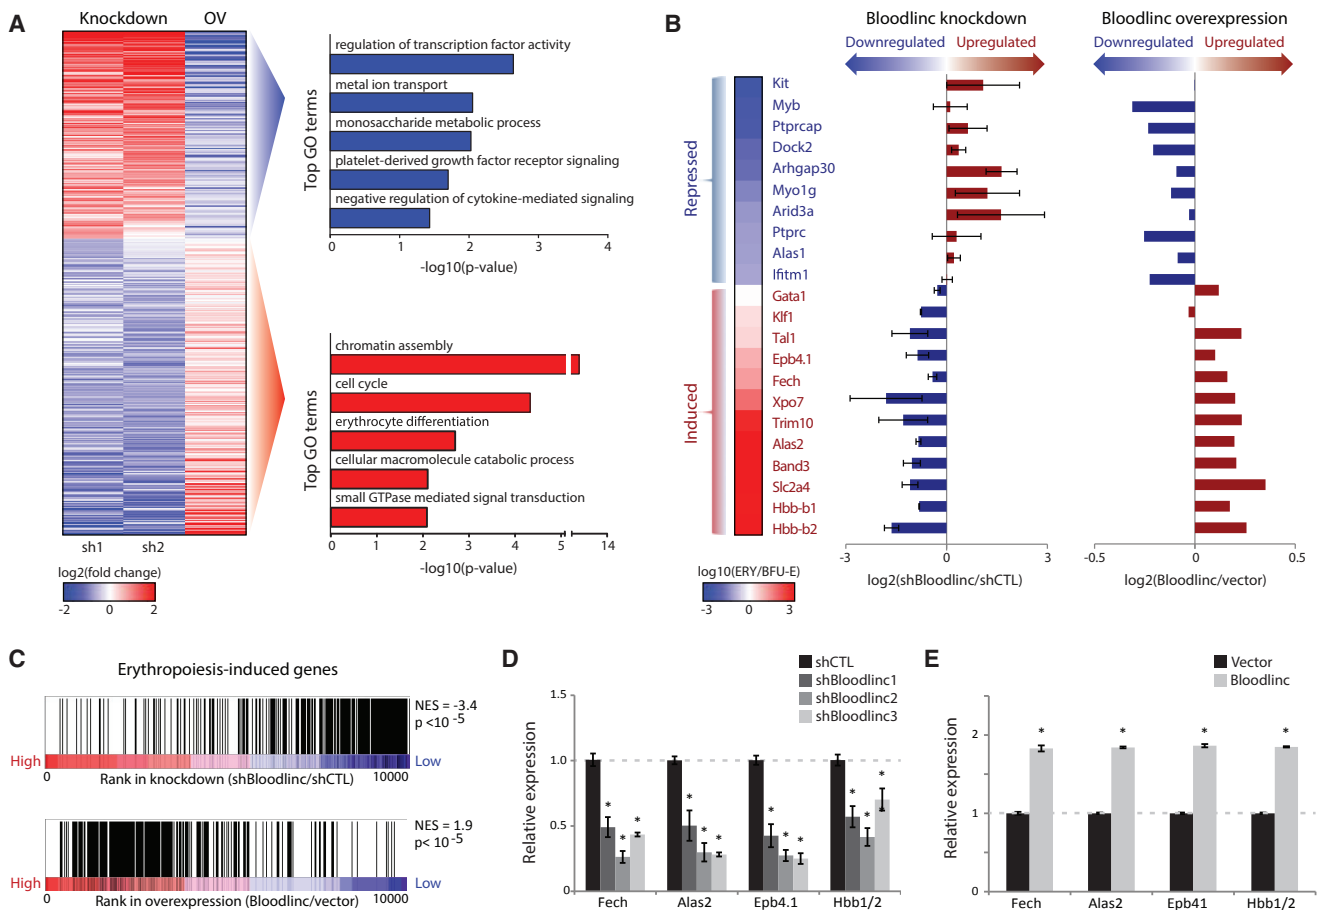 A
Knockdown OV
sh1 sh2
log2(fold change)
-2 0 2
Top GO terms
regulation of transcription factor activity
metal ion transport
monosaccharide metabolic process
platelet-derived growth factor receptor signaling
negative regulation of cytokine-mediated signaling
0 1 2 3 4
-log10(p-value)
Top GO terms
chromatin assembly
cell cycle
erythrocyte differentiation
cellular macromolecule catabolic process
small GTPase mediated signal transduction
0 1 2 3 4 5 14
-log10(p-value)
B
Bloodlinc knockdown
Downregulated Upregulated
Bloodlinc overexpression
Downregulated Upregulated
Repressed
Induced
Kit
Myb
Ptprcap
Dock2
Arhgap30
Myo1g
Arid3a
Ptprc
Alas1
Ifitm1
Gata1
Klf1
Tal1
Epb4.1
Fech
Xpo7
Trim10
Alas2
Band3
Slc2a4
Hbb-b1
Hbb-b2
log10(ERY/BFU-E)
-3 0 3
-3 0 3
log2(shBloodlinc/shCTL)
-0.5 0 0.5
log2(Bloodlinc/vector)
C
Erythropoiesis-induced genes
NES = -3.4
p <10 -5
High Low
0 10000
Rank in knockdown (shBloodlinc/shCTL)
NES = 1.9
p< 10 -5
High Low
0 10000
Rank in overexpression (Bloodlinc/vector)
D
shCTL
shBloodlinc1
shBloodlinc2
shBloodlinc3
Relative expression
1.5
1.0
0.5
0
* * *
* * *
* * *
* * *
Fech Alas2 Epb4.1 Hbb1/2
E
Vector
Bloodlinc
Relative expression
2
1
0
* * * *
Fech Alas2 Epb41 Hbb1/2